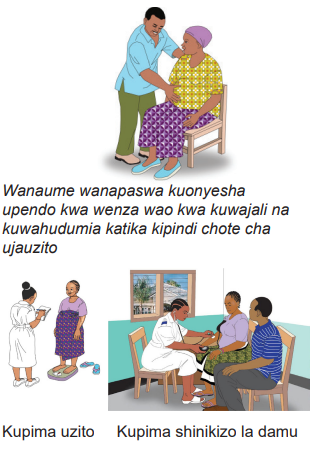 Wanaume wanapaswa kuonyesha
upendo kwa wenza wao kwa kuwajali na
kuwahudumia katika kipindi chote cha
ujauzito
Kupima uzito
Kupima shinikizo la damu